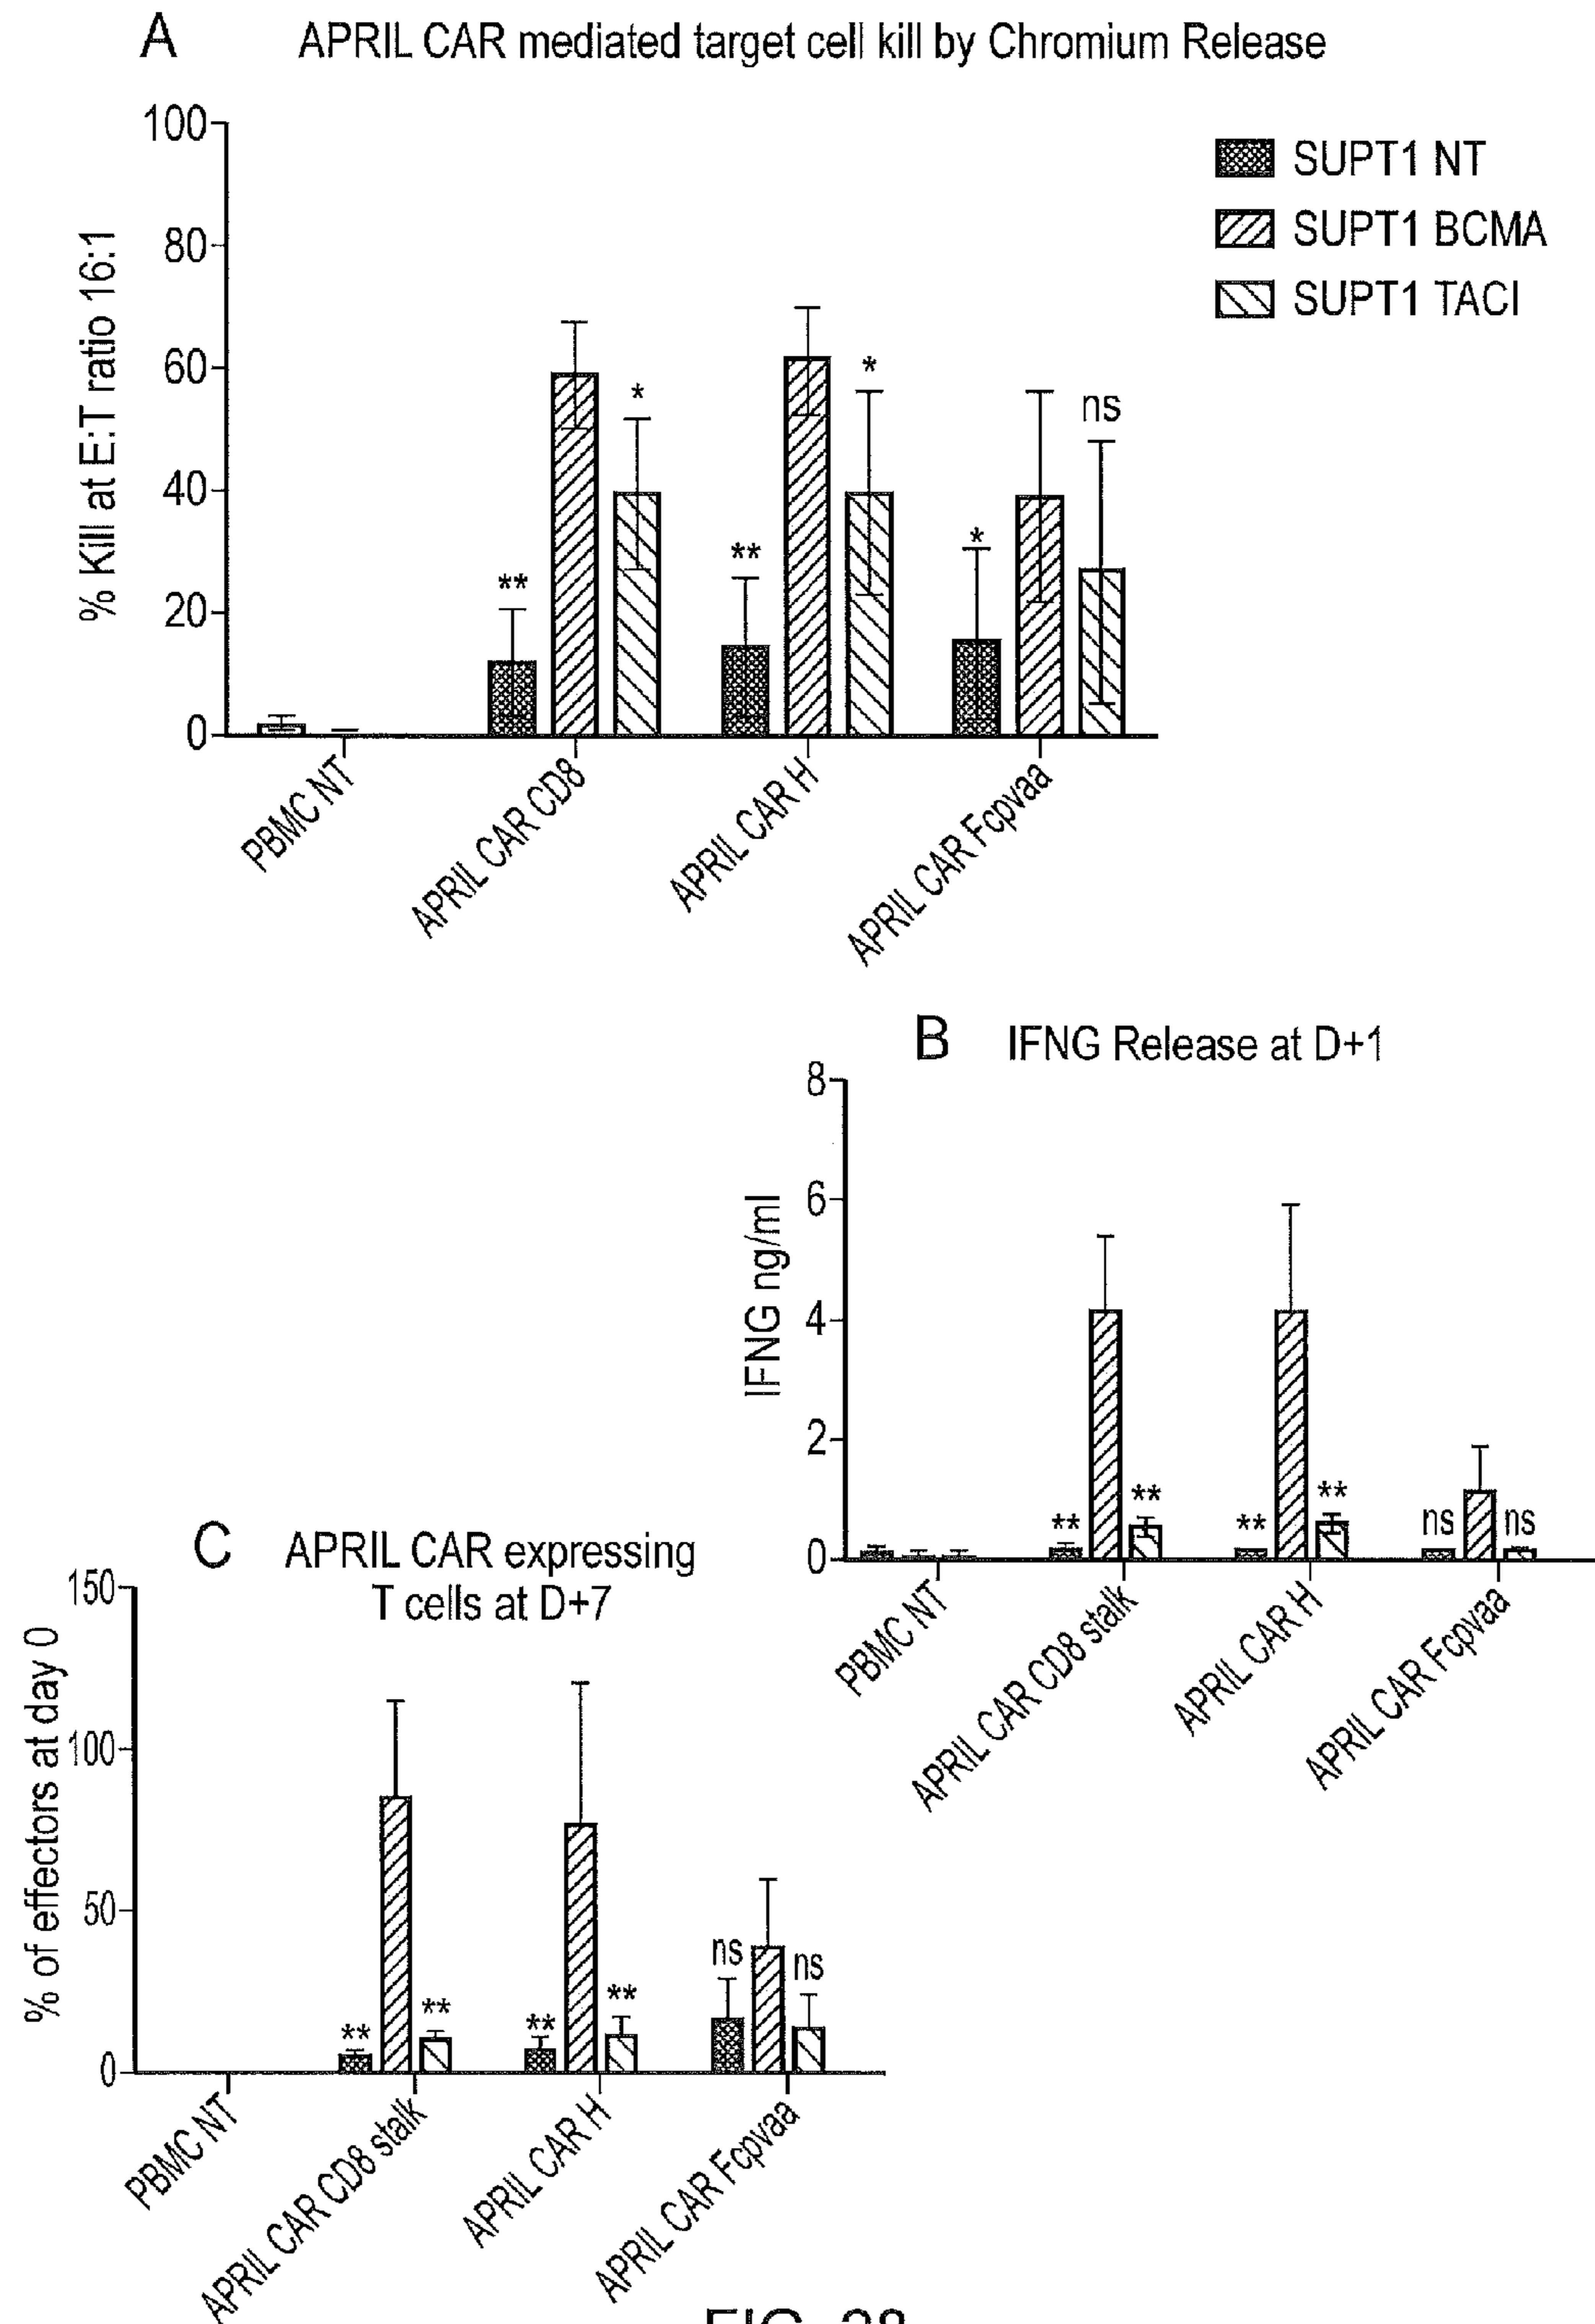 A APRIL CAR mediated target cell kill by Chromium Release
% Kill at E:T ratio 16:1
100
80
60
40
20
0
**
*
**
*
*
ns
SUPT1 NT
SUPT1 BCMA
SUPT1 TACI
PBMC NT
APRIL CAR CD8
APRIL CAR H
APRIL CAR Fcpvaa
B IFNG Release at D+1
IFNG ng/ml
8
6
4
2
0
**
**
**
**
ns
ns
PBMC NT
APRIL CAR CD8 stalk
APRIL CAR H
APRIL CAR Fcpvaa
C APRIL CAR expressing
T cells at D+7
% of effectors at day 0
150
100
50
0
**
**
**
**
ns
ns
PBMC NT
APRIL CAR CD8 stalk
APRIL CAR H
APRIL CAR Fcpvaa